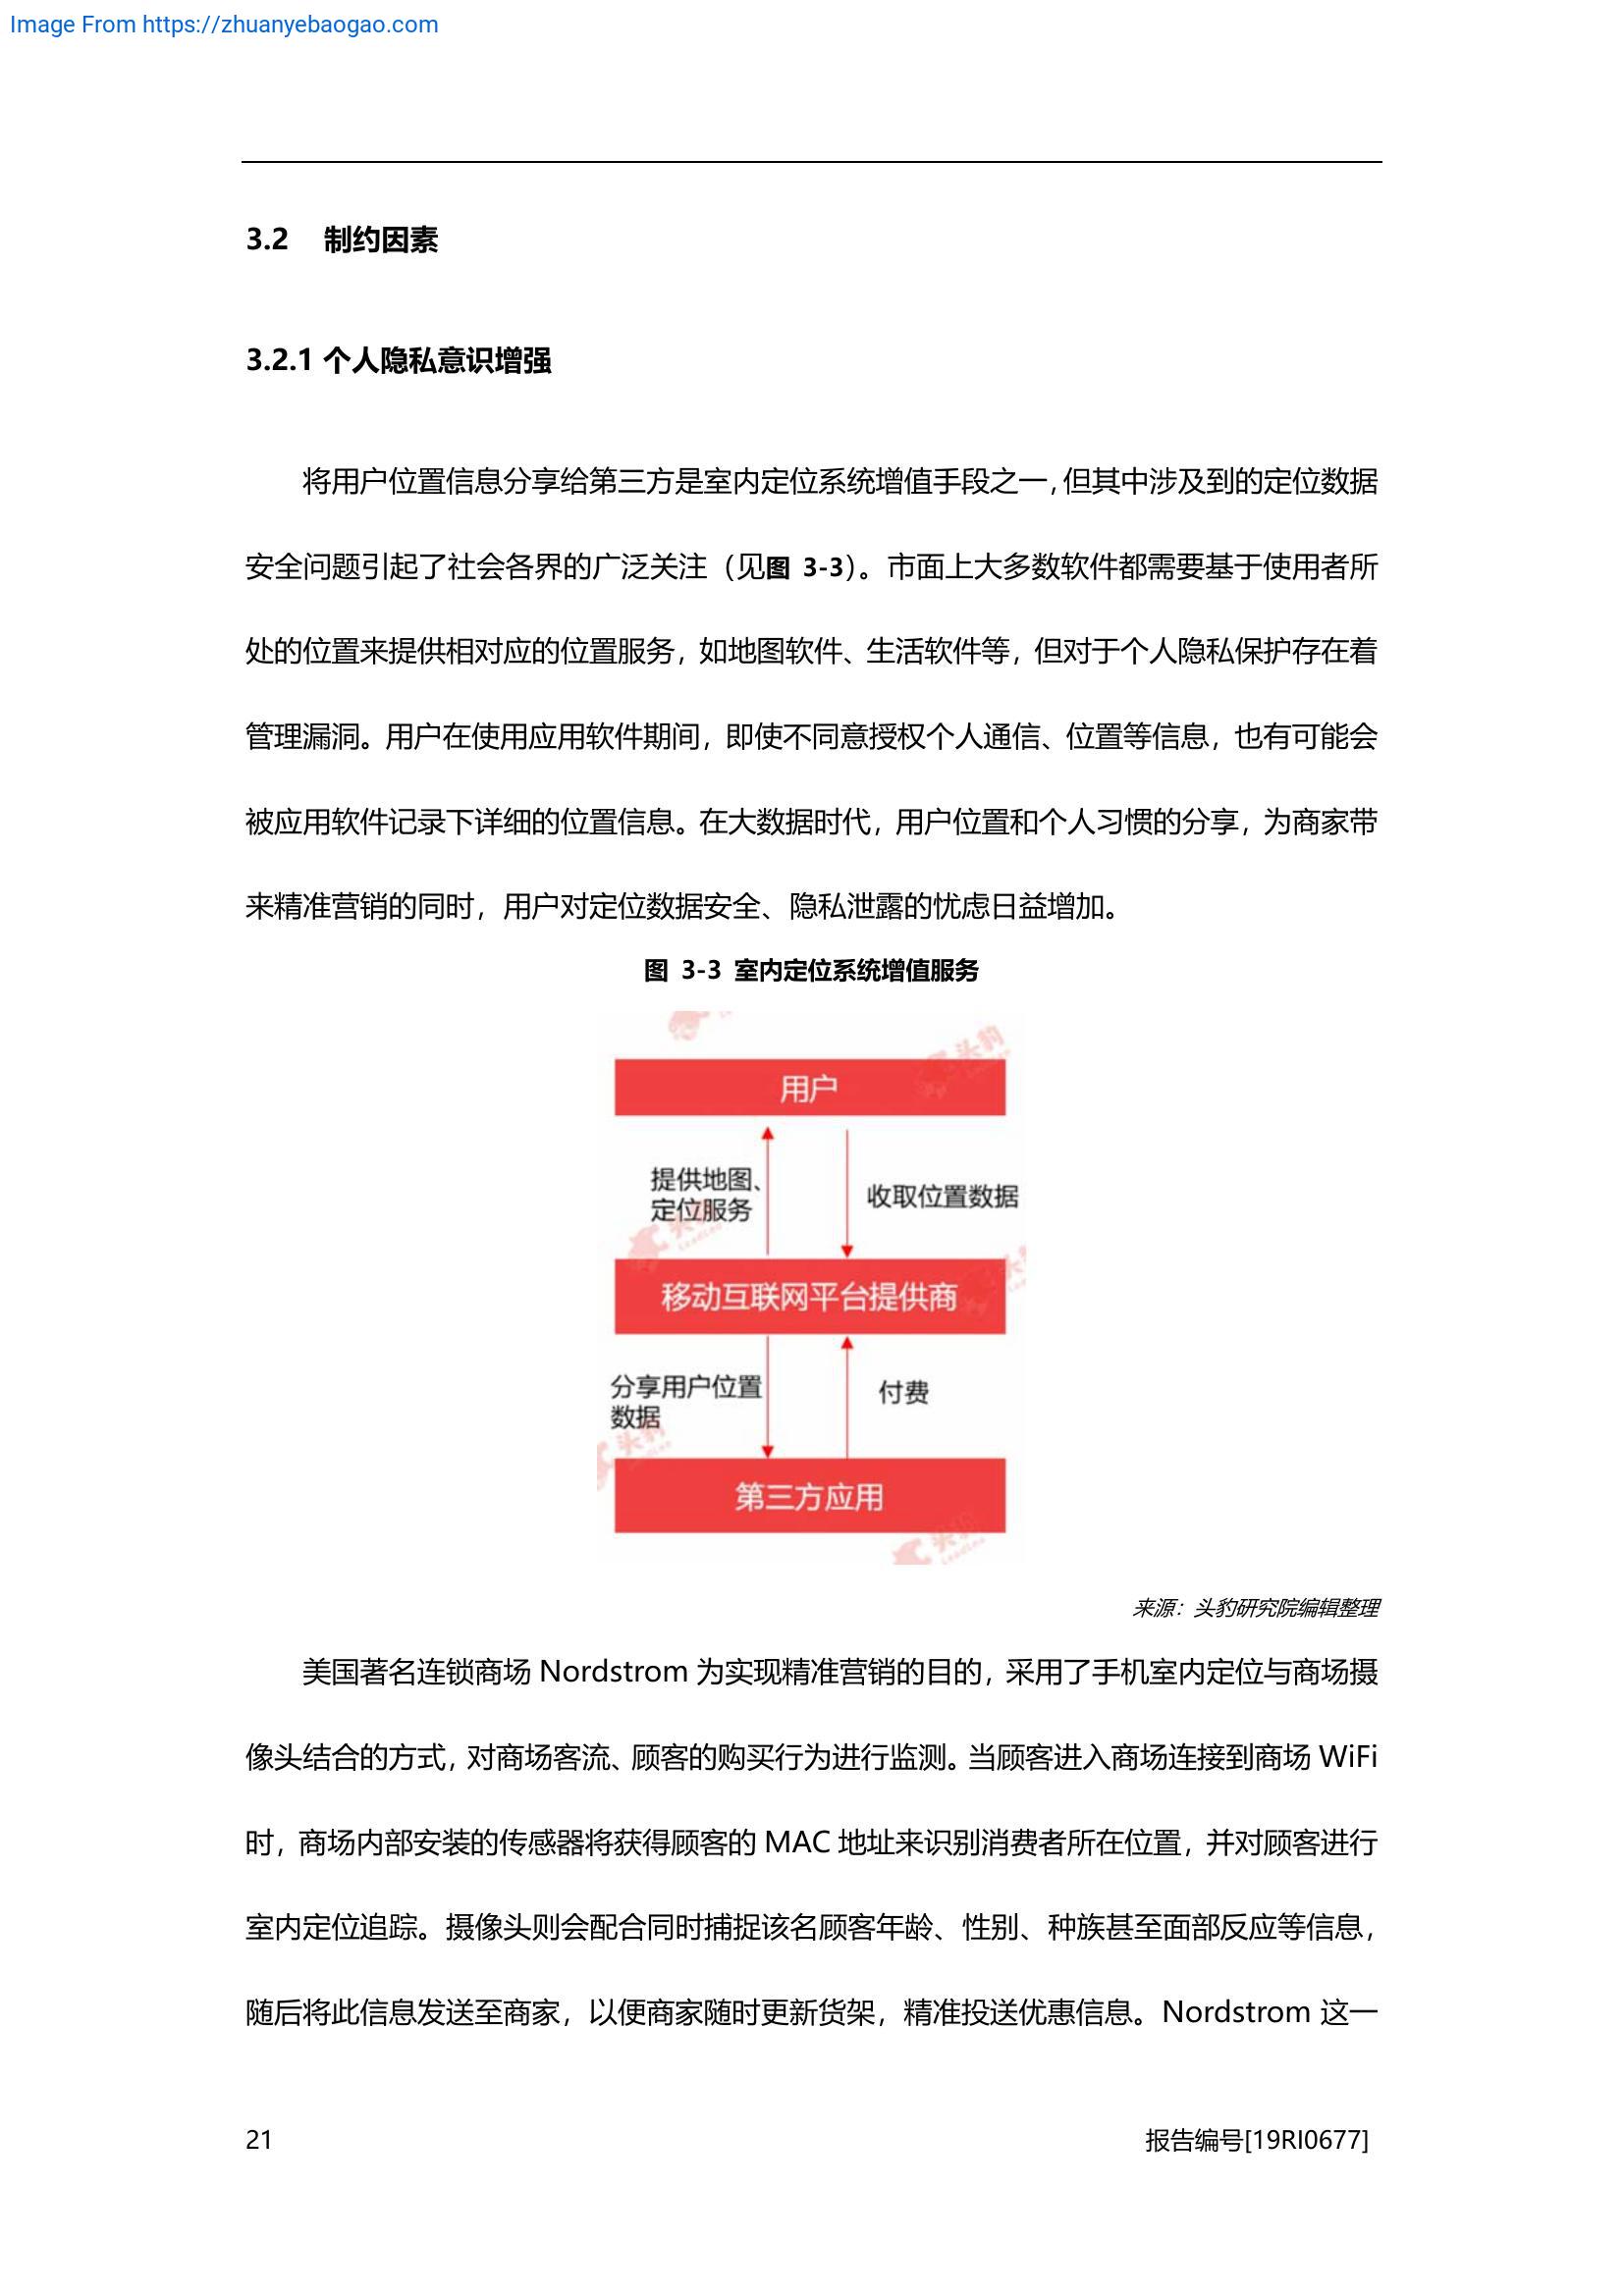 Image From https://zhuanyebaogao.com
3.2 制约因素
3.2.1 个人隐私意识增强
将用户位置信息分享给第三方是室内定位系统增值手段之一，但其中涉及到的定位数据
安全问题引起了社会各界的广泛关注（见图 3-3）。市面上大多数软件都需要基于使用者所
处的位置来提供相对应的位置服务，如地图软件、生活软件等，但对于个人隐私保护存在着
管理漏洞。用户在使用应用软件期间，即使不同意授权个人通信、位置等信息，也有可能会
被应用软件记录下详细的位置信息。在大数据时代，用户位置和个人习惯的分享，为商家带
来精准营销的同时，用户对定位数据安全、隐私泄露的忧虑日益增加。
图 3-3 室内定位系统增值服务
头豹
用户
提供地图、
定位服务
收取位置数据
头豹
LeadLeo
移动互联网平台提供商
分享用户位置
数据
付费
头豹
第三方应用
头豹
LeadLeo
来源：头豹研究院编辑整理
美国著名连锁商场 Nordstrom 为实现精准营销的目的，采用了手机室内定位与商场摄
像头结合的方式，对商场客流、顾客的购买行为进行监测。当顾客进入商场连接到商场 WiFi
时，商场内部安装的传感器将获得顾客的 MAC 地址来识别消费者所在位置，并对顾客进行
室内定位追踪。摄像头则会配合同时捕捉该名顾客年龄、性别、种族甚至面部反应等信息，
随后将此信息发送至商家，以便商家随时更新货架，精准投送优惠信息。Nordstrom 这一
21
报告编号[19RI0677]